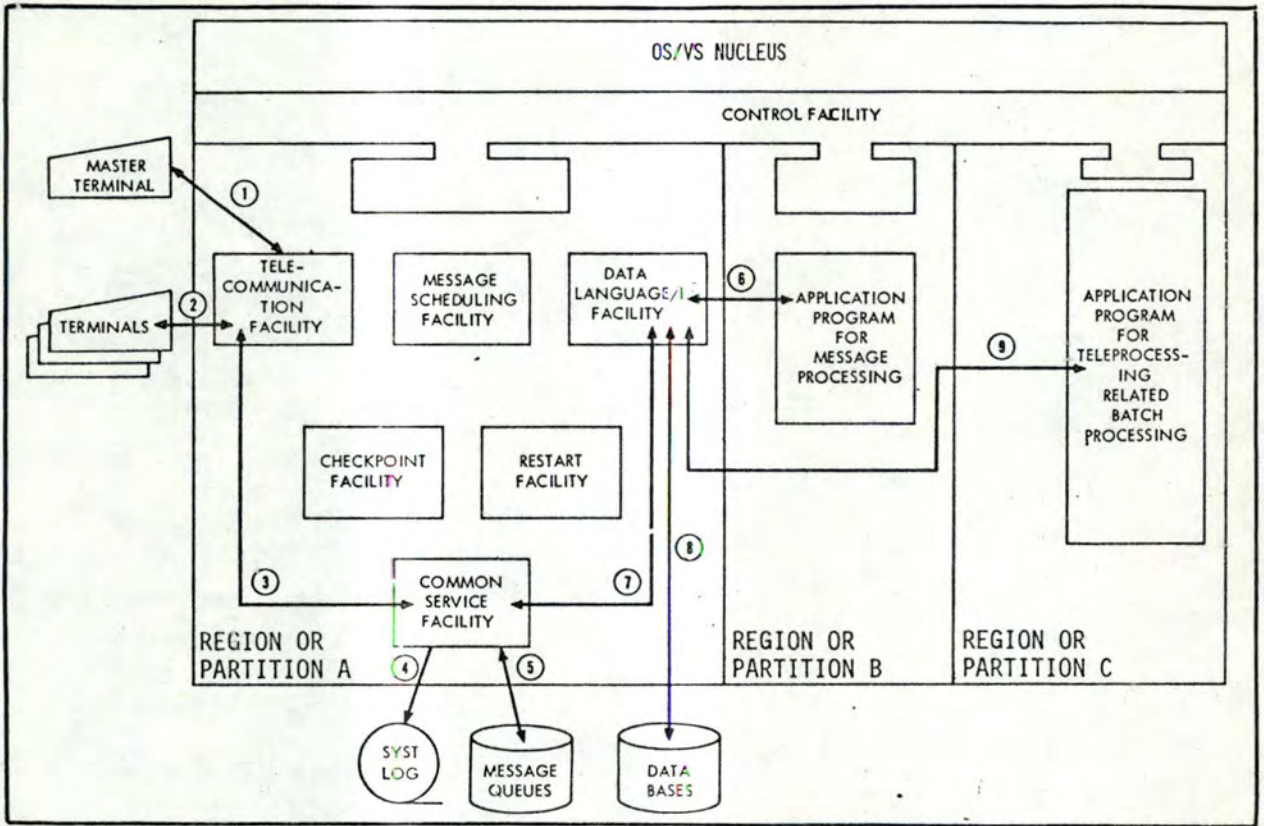 OS/VS NUCLEUS
CONTROL FACILITY
MASTER
TERMINAL
1
TELE-
COMMUNICA-
TION
FACILITY
MESSAGE
SCHEDULING
FACILITY
DATA
LANGUAGE/I
FACILITY
6
APPLICATION
PROGRAM
FOR
MESSAGE
PROCESSING
APPLICATION
PROGRAM
FOR
TELEPROCESS-
ING
RELATED
BATCH
PROCESSING
TERMINALS
2
9
CHECKPOINT
FACILITY
RESTART
FACILITY
8
3
COMMON
SERVICE
FACILITY
7
REGION OR
PARTITION A
4
5
REGION OR
PARTITION B
REGION OR
PARTITION C
SYST
LOG
MESSAGE
QUEUES
DATA
BASES